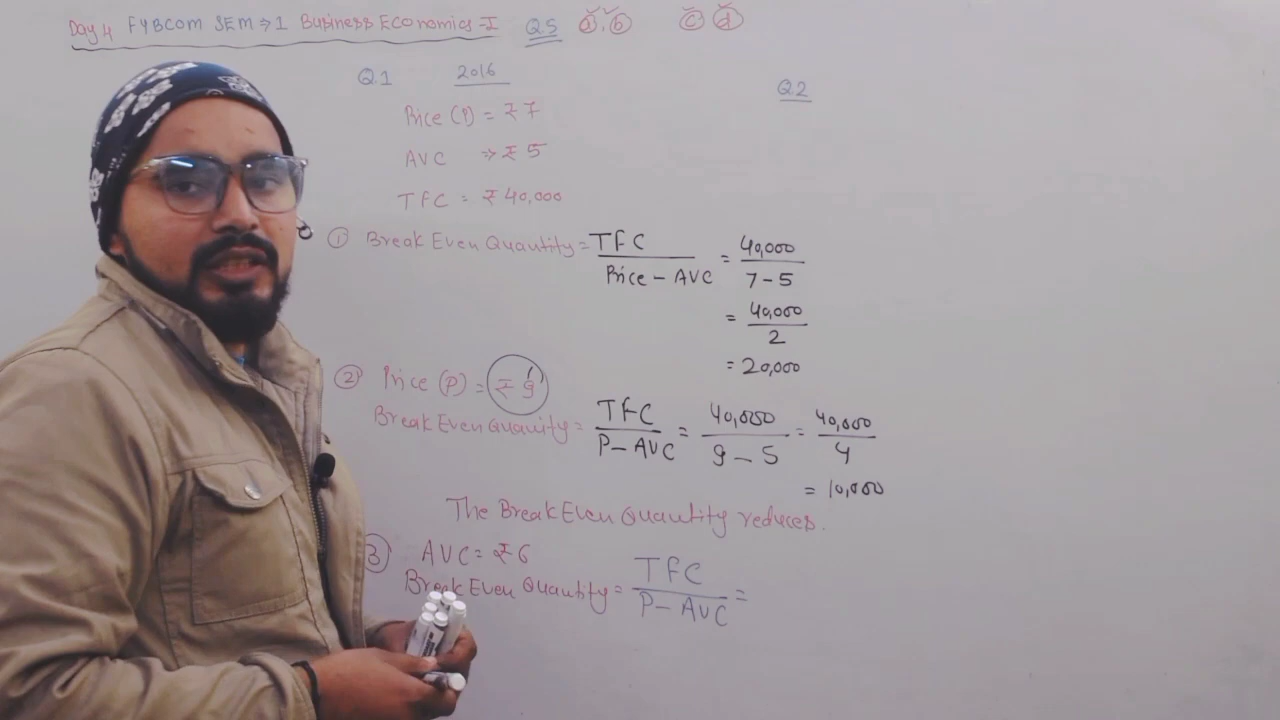 Day 4 FYBCOM SEM ⇒ 1 Business Economics - I Q.5 a, b c d
Q.1 2016
Price (P) = ₹ 7
AVC ⇒ ₹ 5
TFC = ₹ 40,000
① Break Even Quantity = TFC / Price – AVC = 40,000 / 7 - 5
= 40,000 / 2
= 20,000
② Price (P) = ₹ 9
Break Even Quantity = TFC / P – AVC = 40,000 / 9 – 5 = 40,000 / 4
= 10,000
The Break Even Quantity reduces.
③ AVC = ₹ 6
Break Even Quantity = TFC / P – AVC =
Q.2